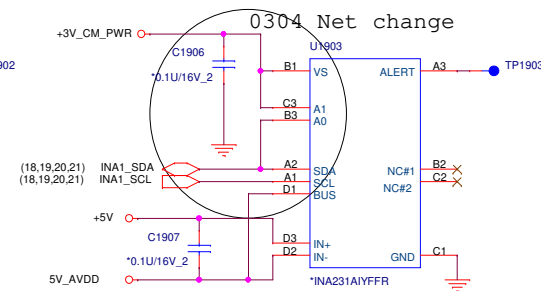 0304 Net change
+3V_CM_PWR
C1906
U1903
902
*0.1U/16V_2
B1
VS
ALERT
A3
TP1903
C3
A1
B3
A0
(18,19,20,21)
INA1_SDA
A2
SDA
NC#1
B2
(18,19,20,21)
INA1_SCL
A1
SCL
NC#2
C2
D1
BUS
+5V
C1907
D3
IN+
*0.1U/16V_2
D2
IN-
GND
C1
5V_AVDD
*INA231AIYFFR